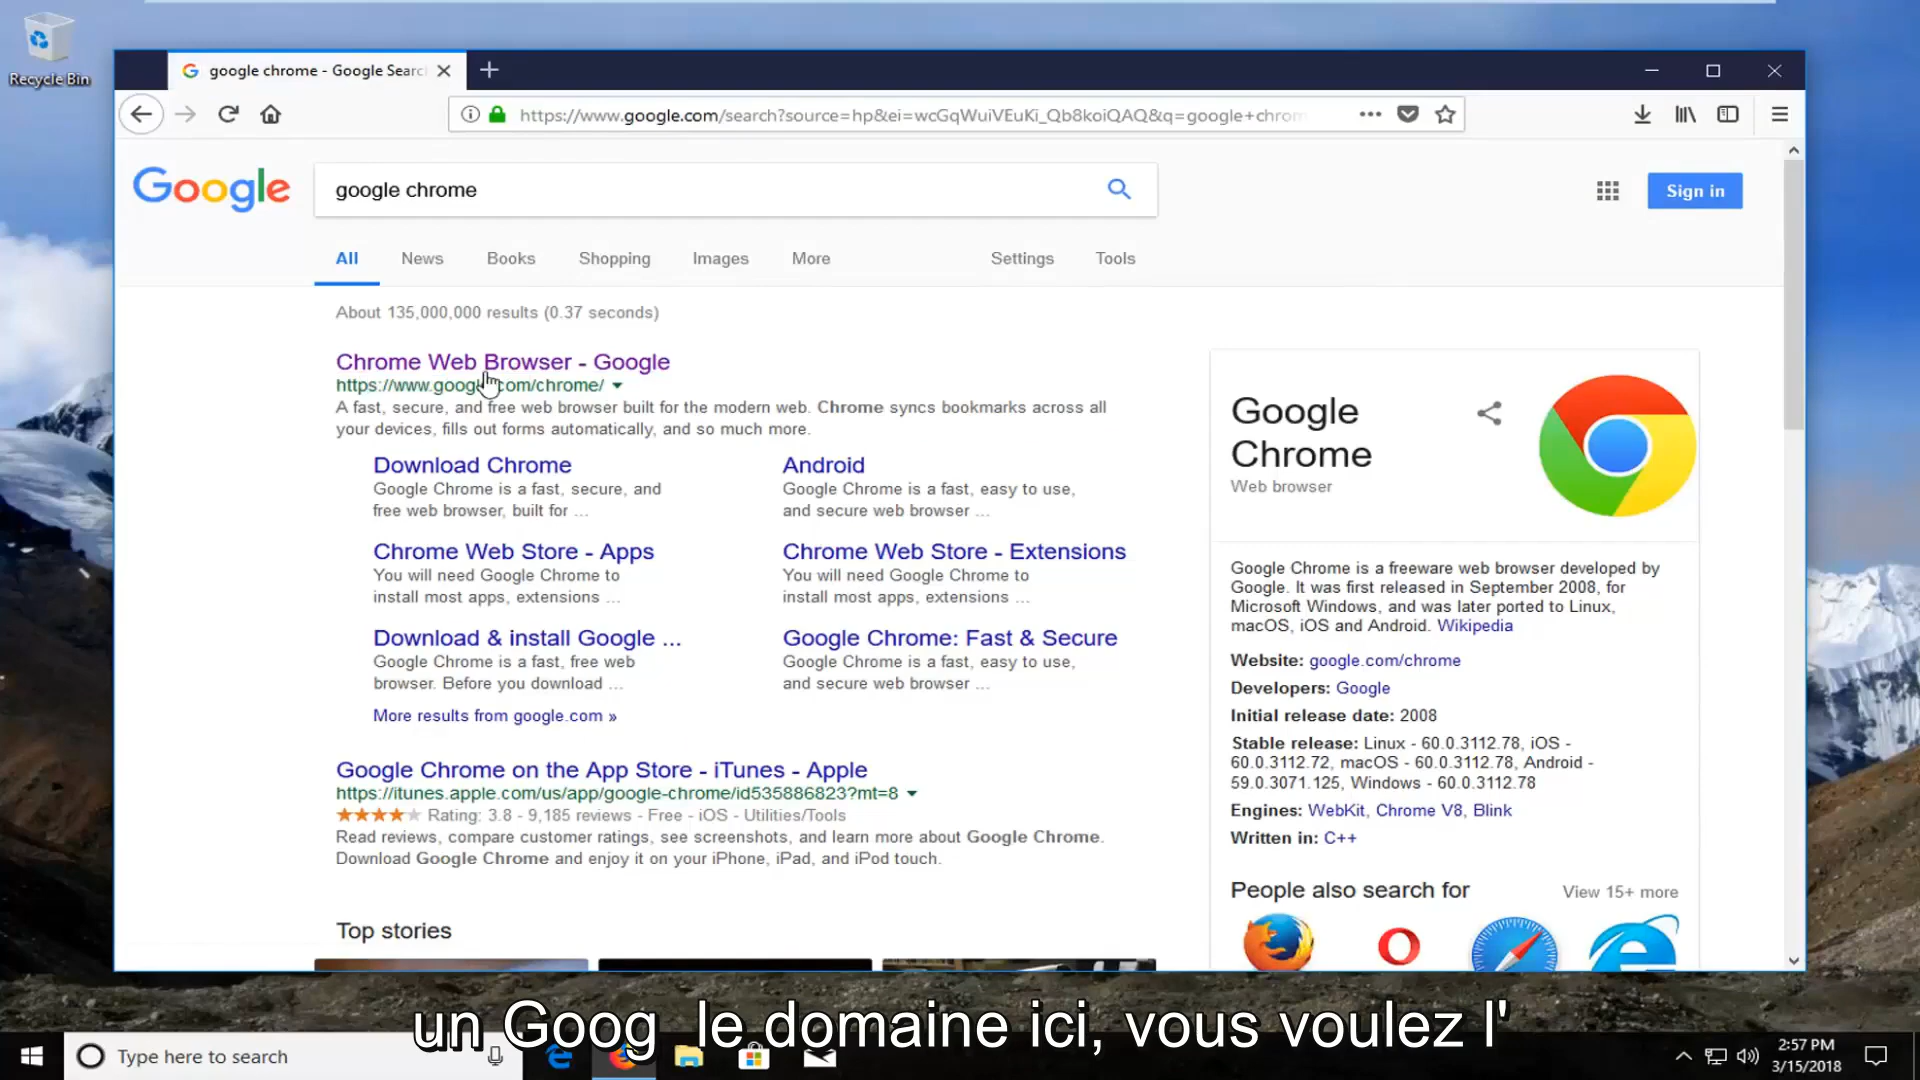 Recycle Bin
google chrome - Google Searc
https://www.google.com/search?source=hp&ei=wcGqWuiVEuKi_Qb8koiQAQ&q=google+chrom
Google
google chrome
Sign in
All News Books Shopping Images More Settings Tools
About 135,000,000 results (0.37 seconds)
Chrome Web Browser - Google
https://www.google.com/chrome/
A fast, secure, and free web browser built for the modern web. Chrome syncs bookmarks across all
your devices, fills out forms automatically, and so much more.
Download Chrome
Google Chrome is a fast, secure, and
free web browser, built for ...
Android
Google Chrome is a fast, easy to use,
and secure web browser ...
Chrome Web Store - Apps
You will need Google Chrome to
install most apps, extensions ...
Chrome Web Store - Extensions
You will need Google Chrome to
install most apps, extensions ...
Download & install Google ...
Google Chrome is a fast, free web
browser. Before you download ...
Google Chrome: Fast & Secure
Google Chrome is a fast, easy to use,
and secure web browser ...
More results from google.com »
Google Chrome on the App Store - iTunes - Apple
https://itunes.apple.com/us/app/google-chrome/id535886823?mt=8
Rating: 3.8 - 9,185 reviews - Free - iOS - Utilities/Tools
Read reviews, compare customer ratings, see screenshots, and learn more about Google Chrome.
Download Google Chrome and enjoy it on your iPhone, iPad, and iPod touch.
Top stories
Google
Chrome
Web browser
Google Chrome is a freeware web browser developed by
Google. It was first released in September 2008, for
Microsoft Windows, and was later ported to Linux,
macOS, iOS and Android. Wikipedia
Website: google.com/chrome
Developers: Google
Initial release date: 2008
Stable release: Linux - 60.0.3112.78, iOS -
60.0.3112.72, macOS - 60.0.3112.78, Android -
59.0.3071.125, Windows - 60.0.3112.78
Engines: WebKit, Chrome V8, Blink
Written in: C++
People also search for
View 15+ more
un Goog le domaine ici, vous voulez l'
Type here to search
2:57 PM
3/15/2018